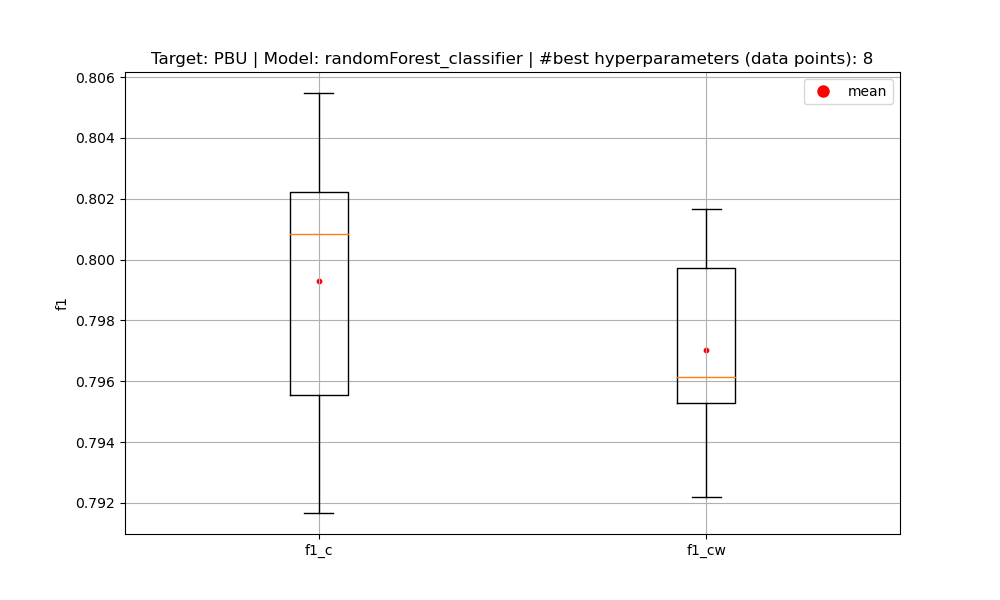 Target: PBU | Model: randomForest_classifier | #best hyperparameters (data points): 8
mean
0.806
0.804
0.802
0.800
0.798
0.796
0.794
0.792
f1
f1_c
f1_cw